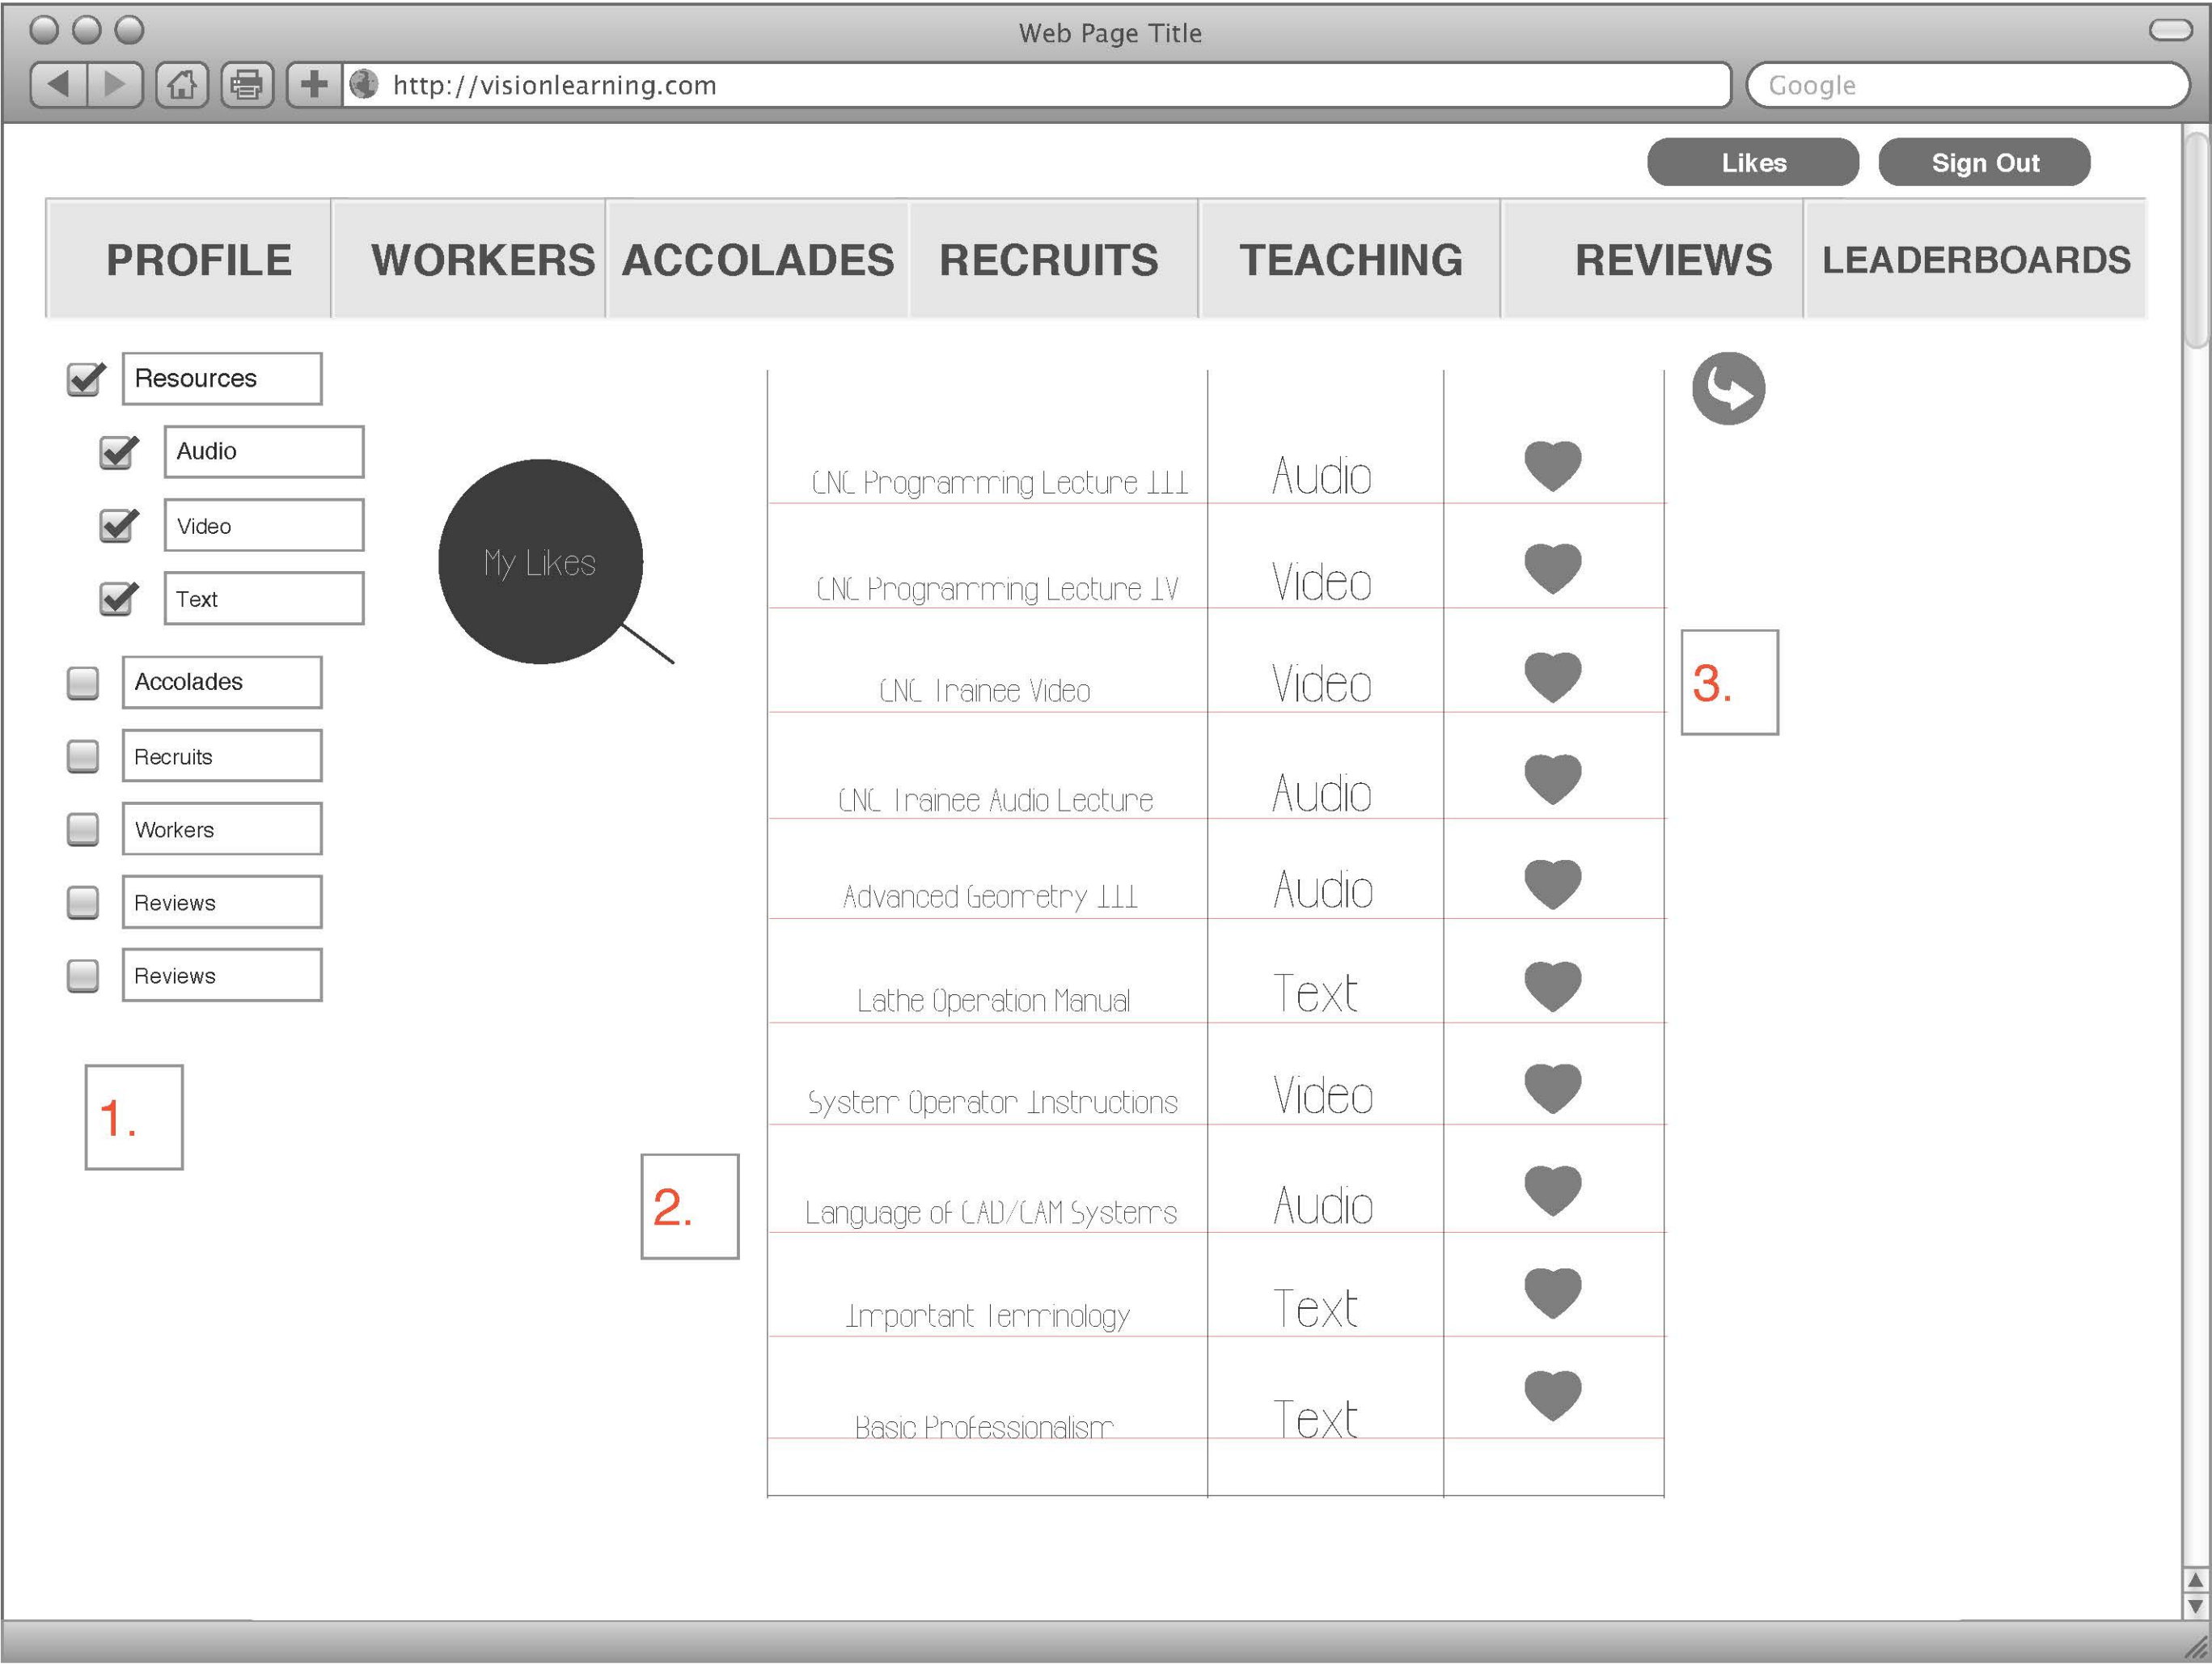 Web Page Title
http://visionlearning.com
Google
Likes
Sign Out
PROFILE
WORKERS
ACCOLADES
RECRUITS
TEACHING
REVIEWS
LEADERBOARDS
Resources
Audio
Video
Text
Accolades
Recruits
Workers
Reviews
Reviews
1.
My Likes
2.
CNC Programming Lecture III Audio
CNC Programming Lecture IV Video
CNC Trainee Video Video
CNC Trainee Audio Lecture Audio
Advanced Geometry III Audio
Lathe Operation Manual Text
System Operator Instructions Video
Language of CAD/CAM Systems Audio
Important Terminology Text
Basic Professionalism Text
3.